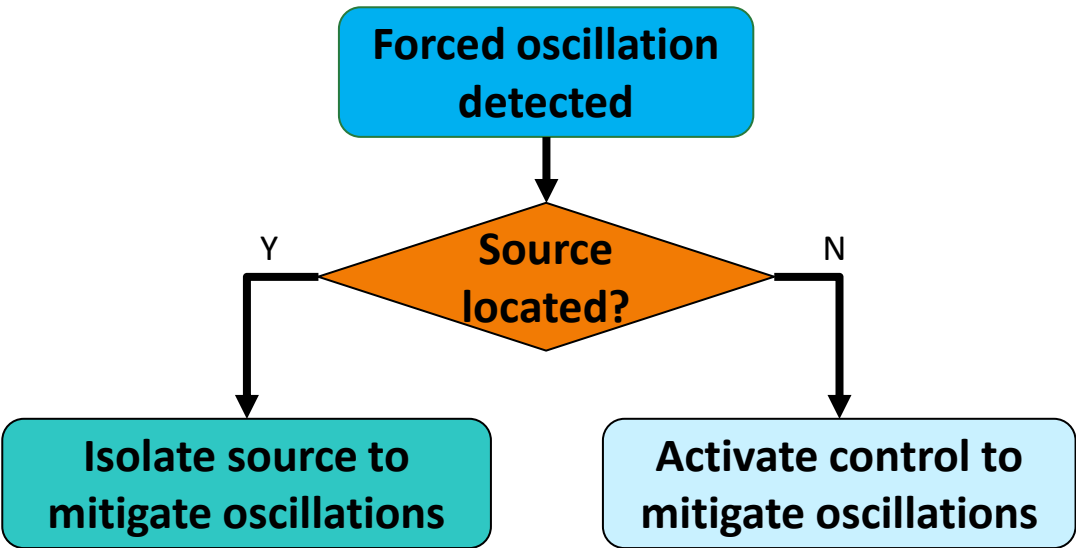 Forced oscillation
detected
Source
located?
Y
N
Isolate source to
mitigate oscillations
Activate control to
mitigate oscillations